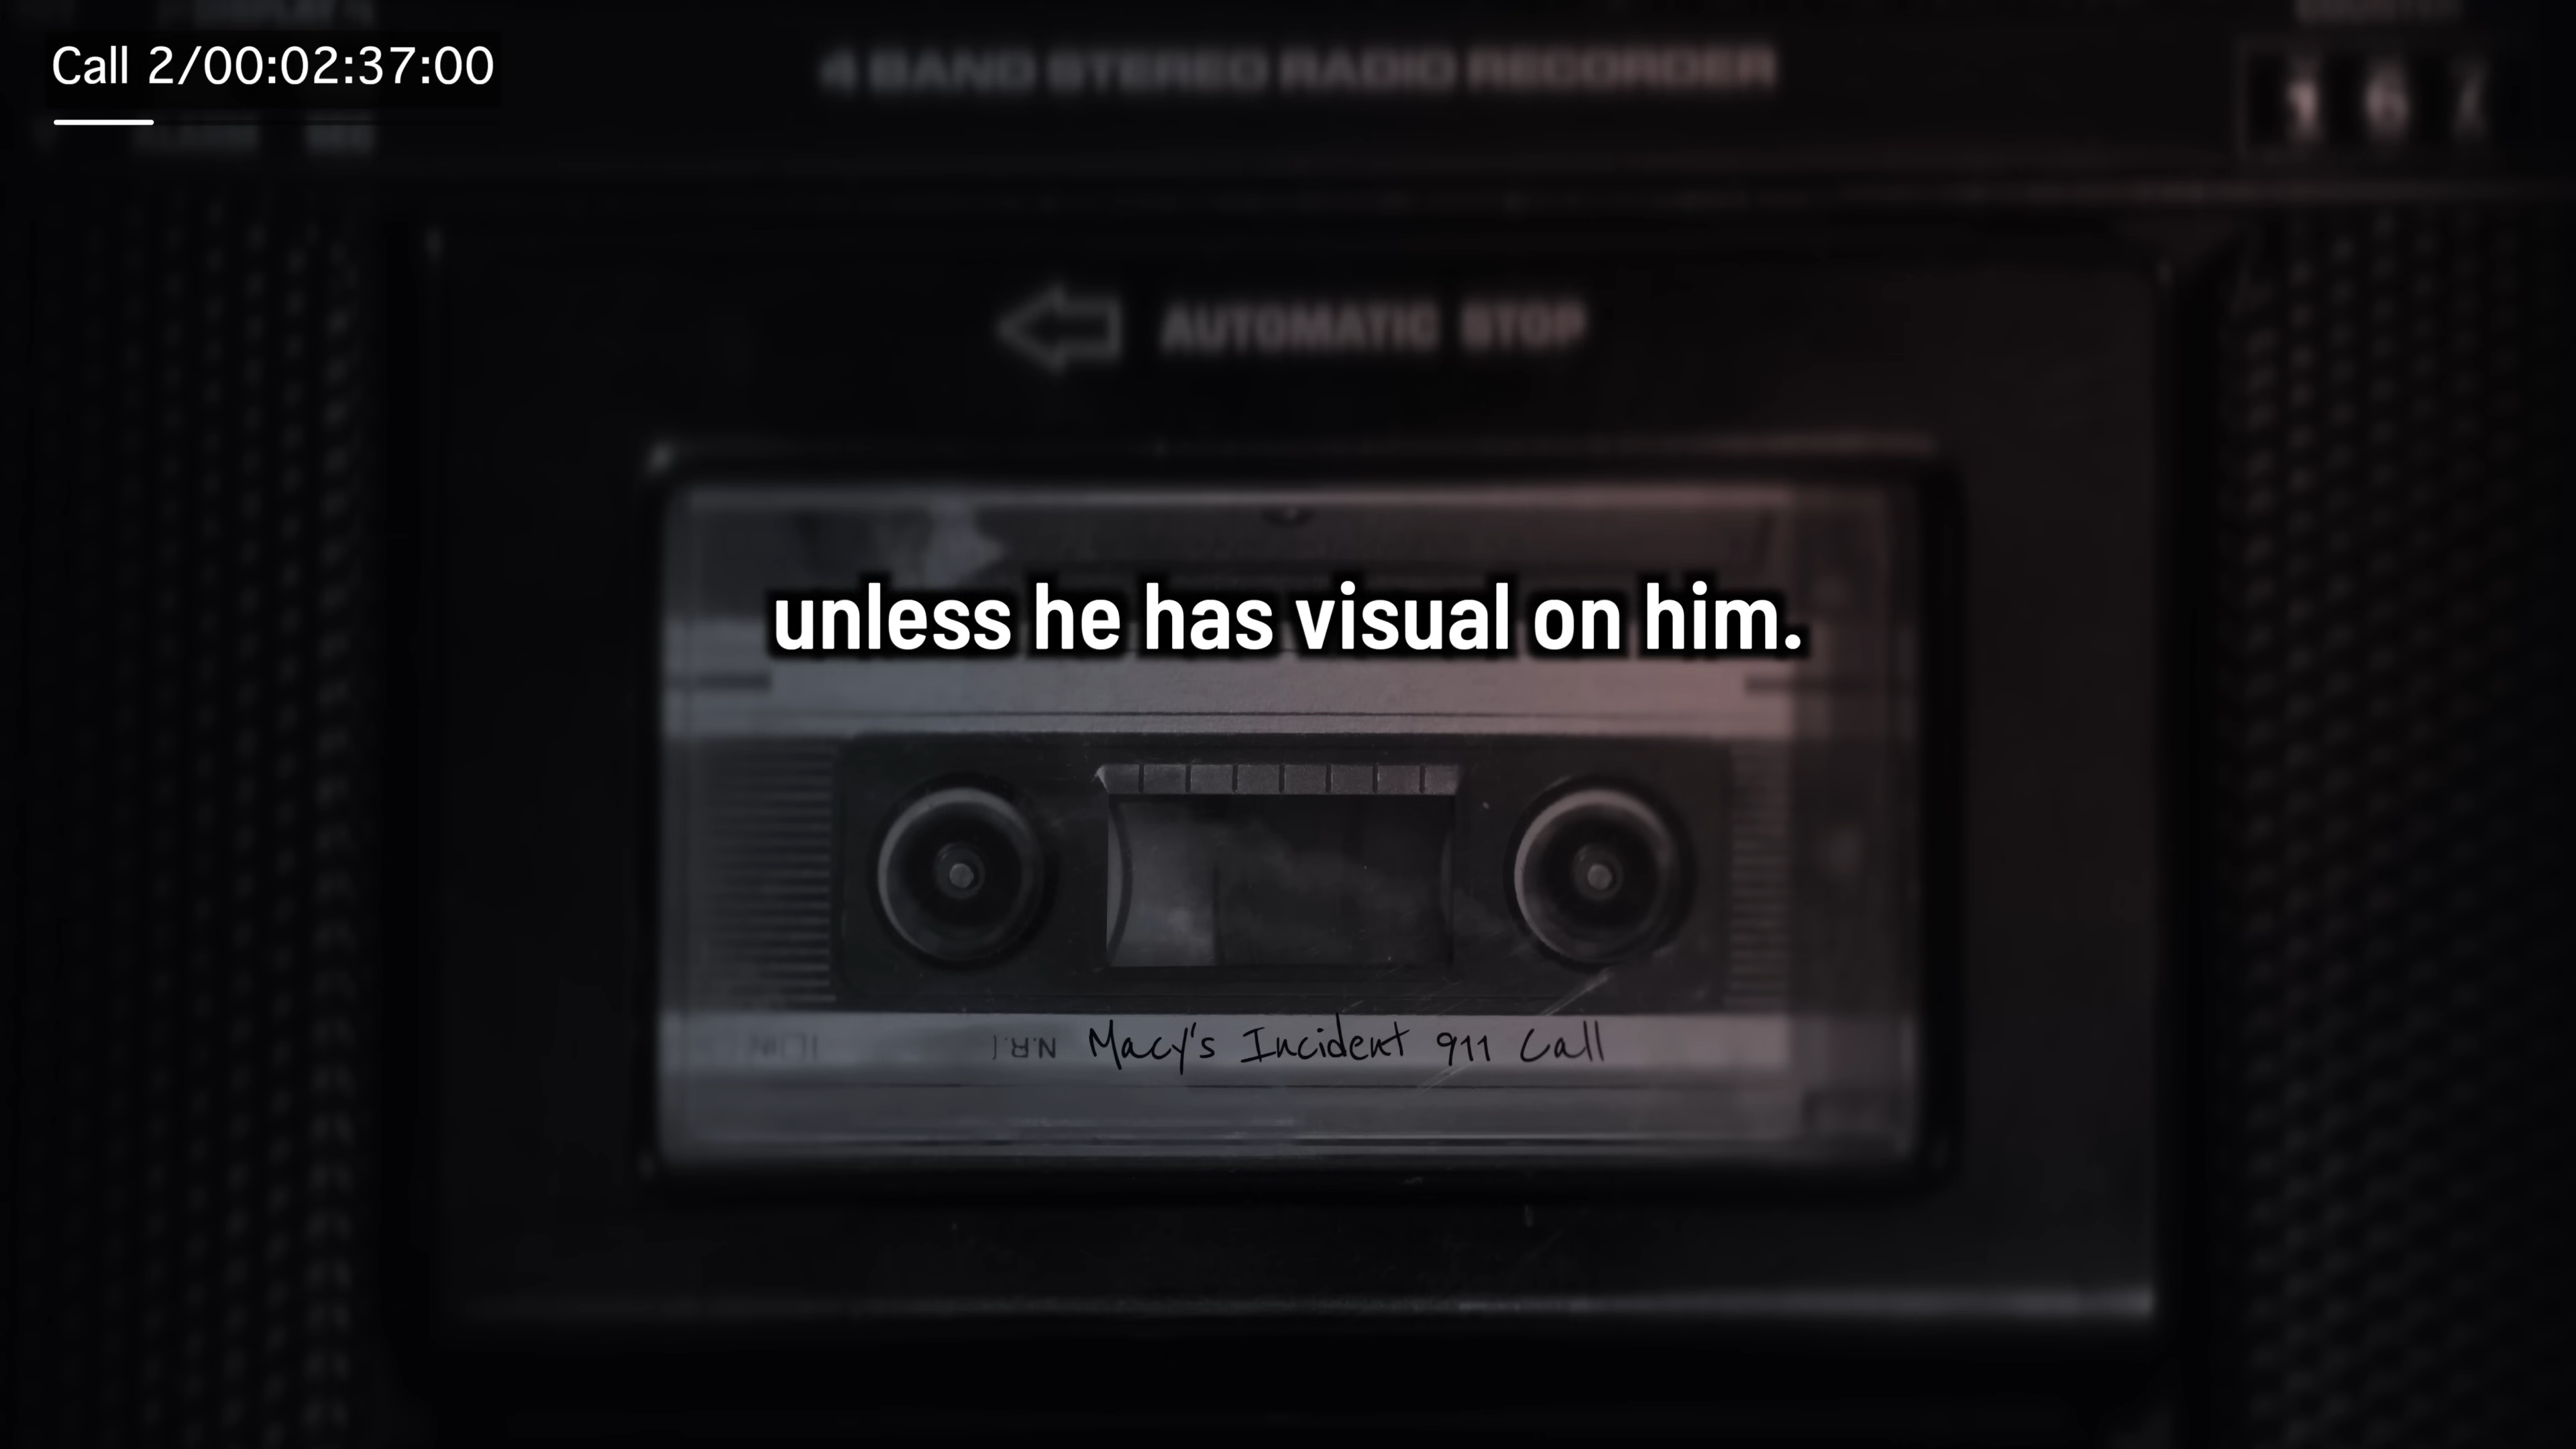 Call 2/00:02:37:00
4 BAND STEREO RADIO RECORDER
AUTOMATIC STOP
unless he has visual on him.
N.R.
Macy's Incident 911 Call